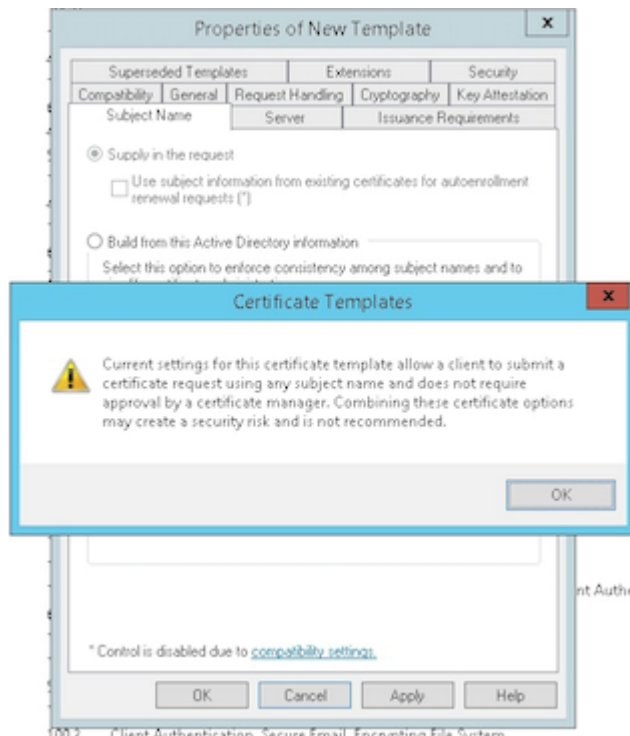 Properties of New Template
x
Superseded Templates Extensions Security
Compatibility General Request Handling Cryptography Key Attestation
Subject Name Server Issuance Requirements
Supply in the request
Use subject information from existing certificates for autoenrollment
renewal requests (*)
Build from this Active Directory information
Select this option to enforce consistency among subject names and to
Certificate Templates
x
Current settings for this certificate template allow a client to submit a
certificate request using any subject name and does not require
approval by a certificate manager. Combining these certificate options
may create a security risk and is not recommended.
OK
nt Authe
* Control is disabled due to compatibility settings.
OK Cancel Apply Help
Client Authentication, Secure Email, Encrypting File System